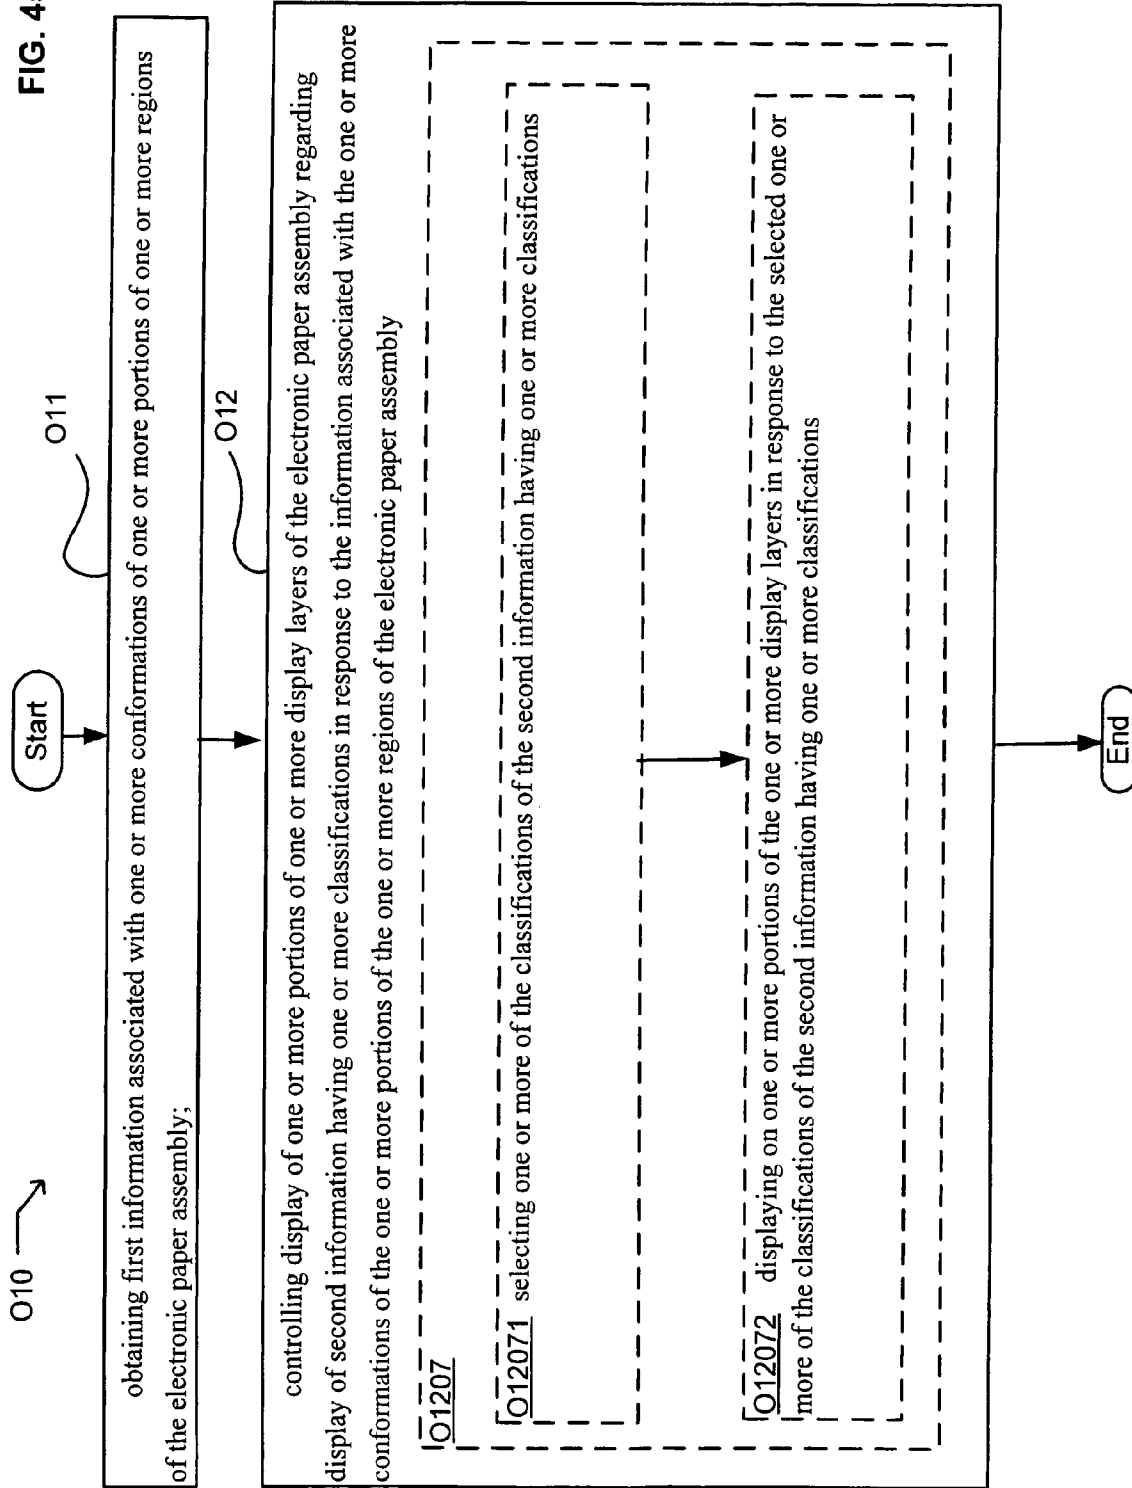 FIG. 4
O10
Start
O11
obtaining first information associated with one or more conformations of one or more portions of one or more regions
of the electronic paper assembly;
O12
controlling display of one or more portions of one or more display layers of the electronic paper assembly regarding
display of second information having one or more classifications in response to the information associated with the one or more
conformations of the one or more portions of the one or more regions of the electronic paper assembly
O1207
O12071 selecting one or more of the classifications of the second information having one or more classifications
O12072 displaying on one or more portions of the one or more display layers in response to the selected one or
more of the classifications of the second information having one or more classifications
End